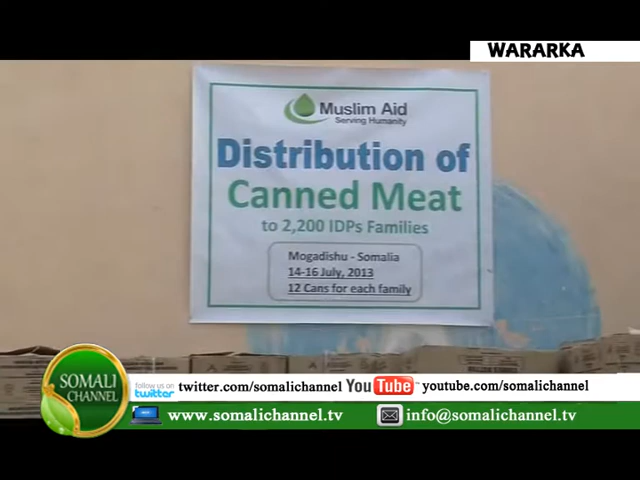 WARARKA
Muslim Aid
Serving Humanity
Distribution of
Canned Meat
to 2,200 IDPs Families
Mogadishu - Somalia
14-16 July, 2013
12 Cans for each family
SOMALI
CHANNEL
follow us on
twitter
twitter.com/somalichannel YouTube youtube.com/somalichannel
www.somalichannel.tv info@somalichannel.tv